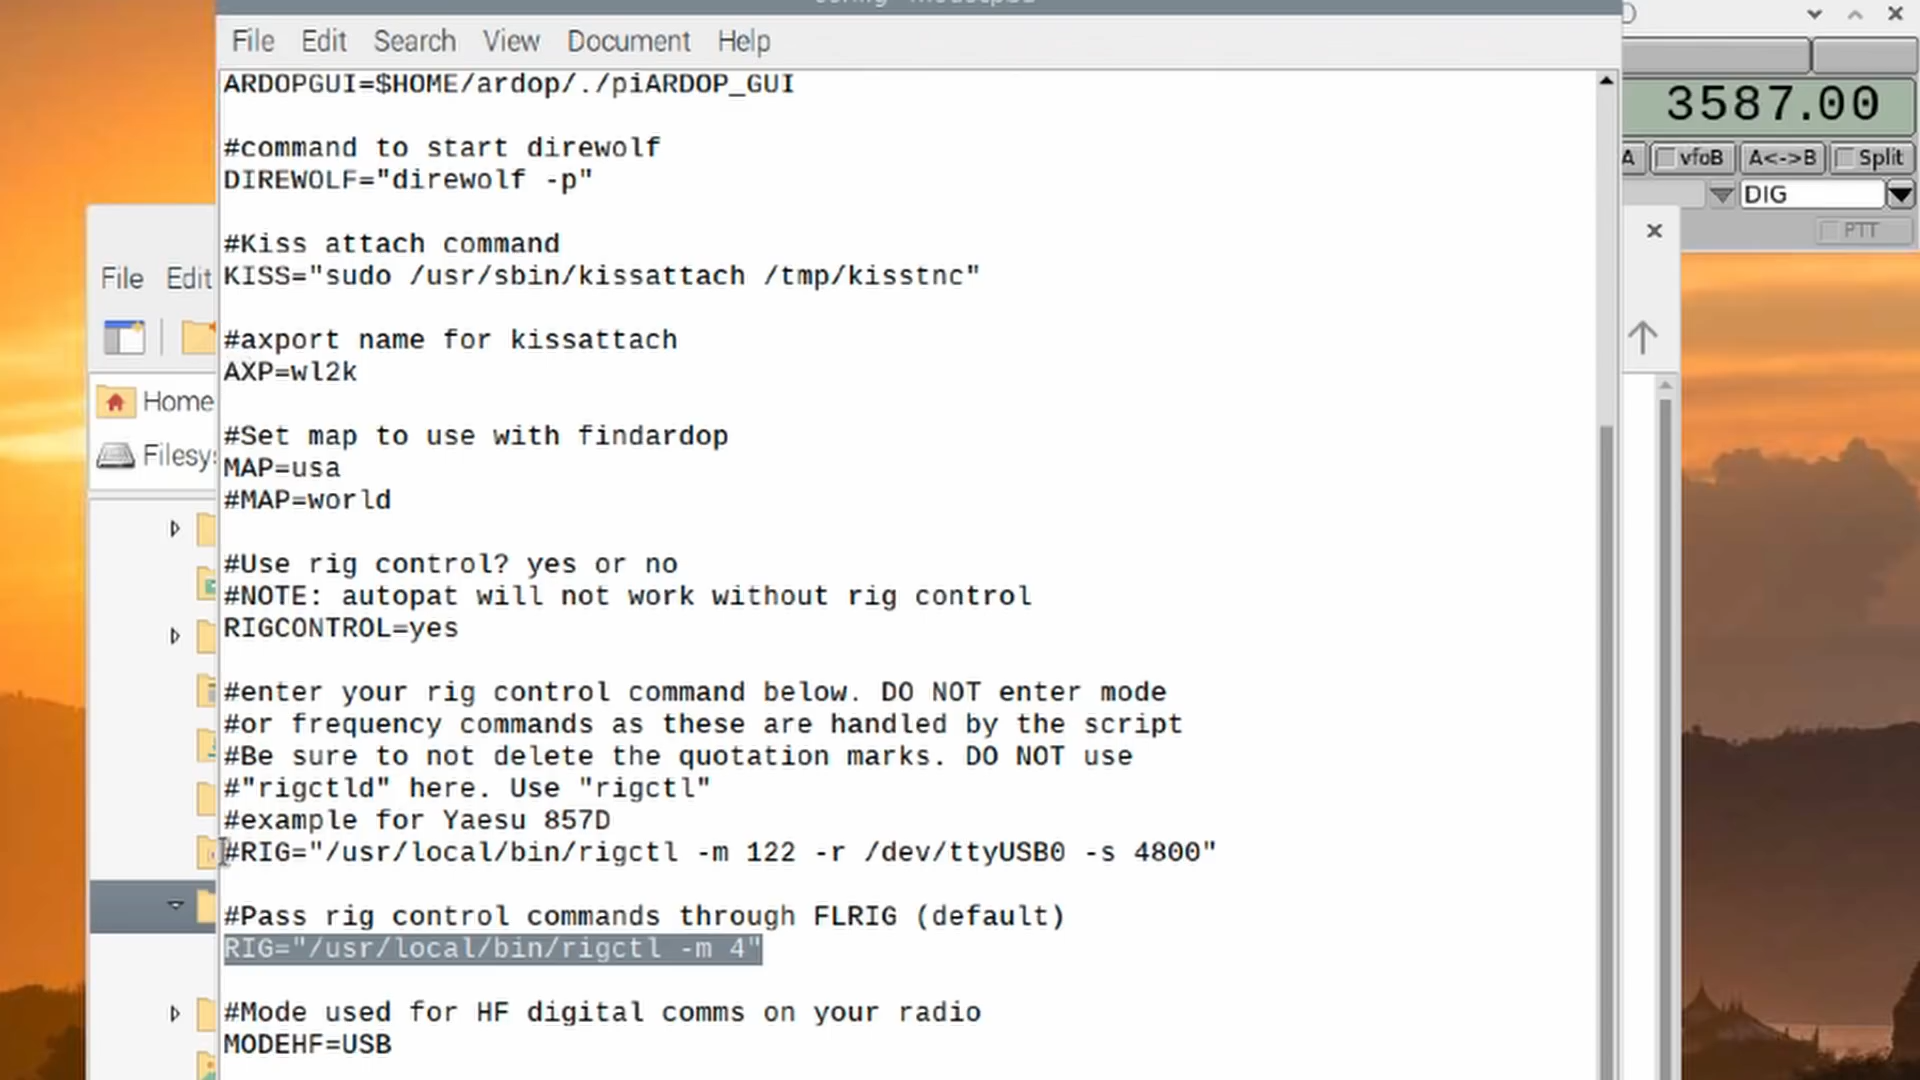 File Edit Search View Document Help
ARDOPGUI=$HOME/ardop/./piARDOP_GUI
#command to start direwolf
DIREWOLF="direwolf -p"
#Kiss attach command
KISS="sudo /usr/sbin/kissattach /tmp/kisstnc"
#axport name for kissattach
AXP=wl2k
#Set map to use with findardop
MAP=usa
#MAP=world
#Use rig control? yes or no
#NOTE: autopat will not work without rig control
RIGCONTROL=yes
#enter your rig control command below. DO NOT enter mode
#or frequency commands as these are handled by the script
#Be sure to not delete the quotation marks. DO NOT use
#"rigctld" here. Use "rigctl"
#example for Yaesu 857D
#RIG="/usr/local/bin/rigctl -m 122 -r /dev/ttyUSB0 -s 4800"
#Pass rig control commands through FLRIG (default)
RIG="/usr/local/bin/rigctl -m 4"
#Mode used for HF digital comms on your radio
MODEHF=USB
File Edit
Home
3587.00
A vfoB A<->B Split
DIG
PTT